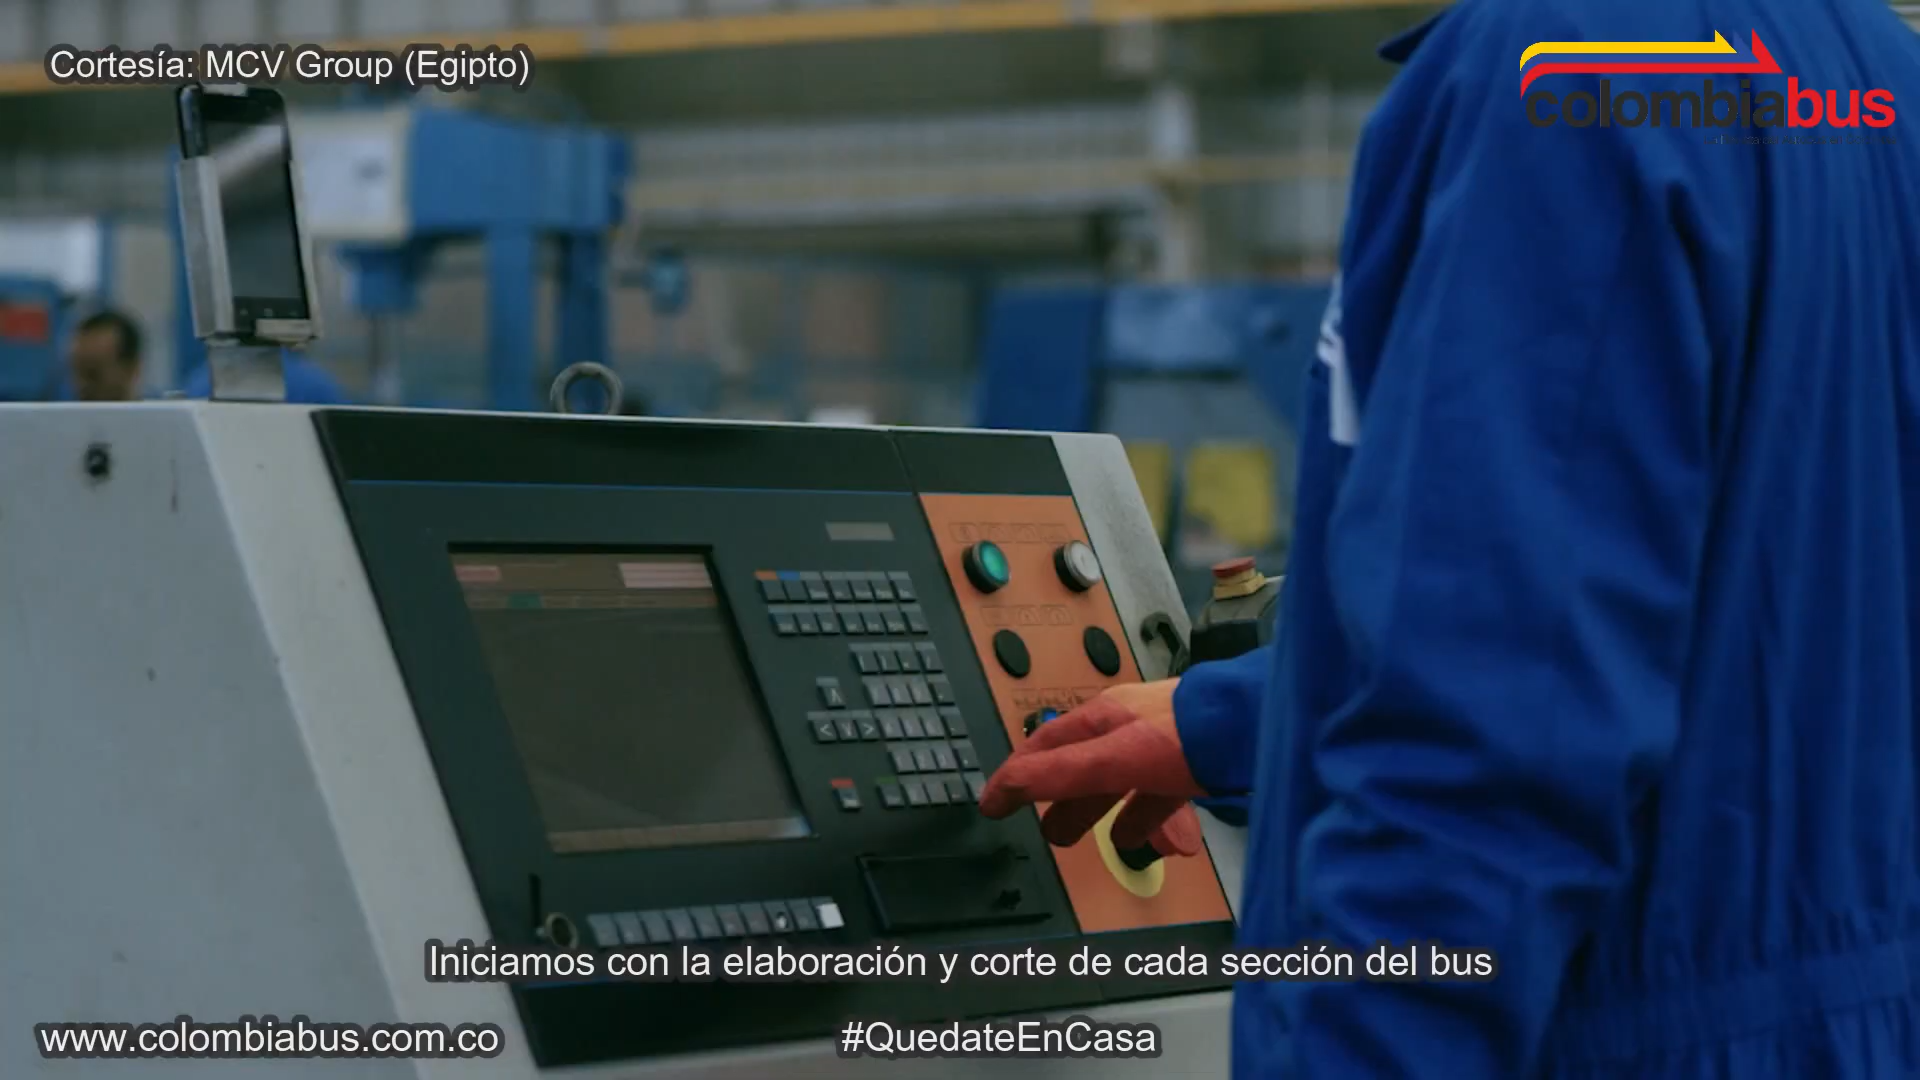 Cortesía: MCV Group (Egipto)
colombiabus
Iniciamos con la elaboración y corte de cada sección del bus
www.colombiabus.com.co
#QuedateEnCasa